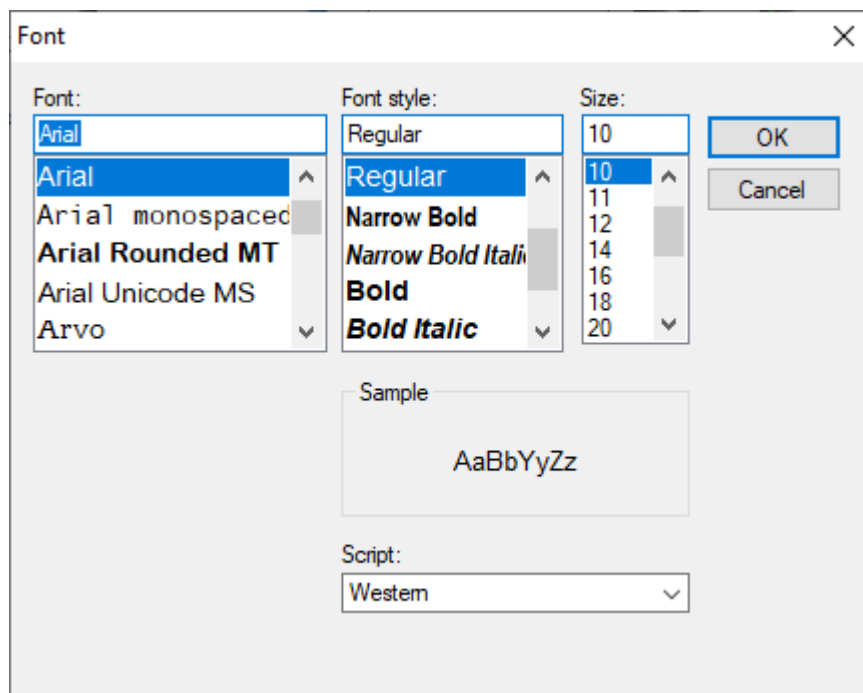 Font
Font:
Arial
Arial
Arial monospaced
Arial Rounded MT
Arial Unicode MS
Arvo
Font style:
Regular
Regular
Narrow Bold
Narrow Bold Itali
Bold
Bold Italic
Size:
10
10
11
12
14
16
18
20
OK
Cancel
Sample
AaBbYyZz
Script:
Western